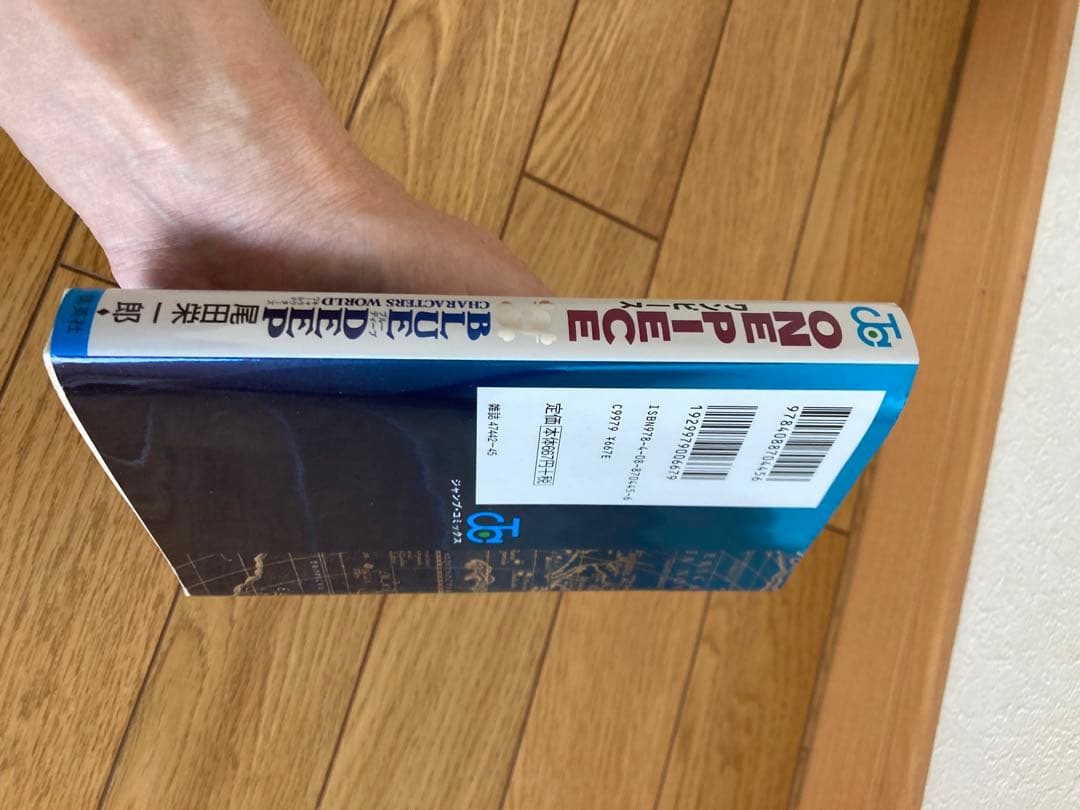 JC
ONE PIECE
ワンピース
BLUE DEEP
ブルーディープ
CHARACTERS WORLD
キャラクターズワールド
尾田栄一郎
集英社
9784088704456
1929979006679
ISBN978-4-08-870445-6
C9979 ¥667E
定価 本体667円+税
雑誌 47442-45
JC
ジャンプ・コミックス